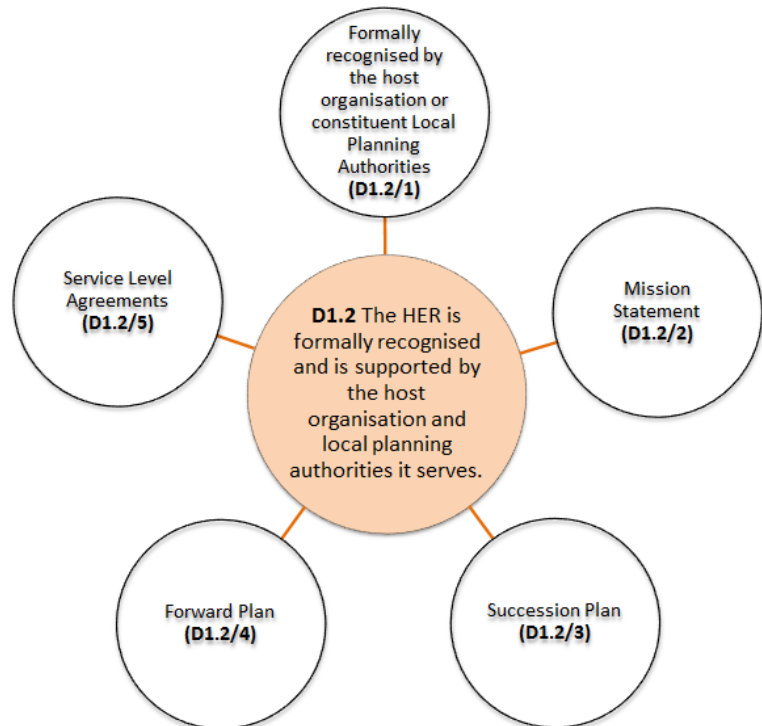 Formally
recognised by
the host
organisation or
constituent Local
Planning
Authorities
(D1.2/1)
Service Level
Agreements
(D1.2/5)
Mission
Statement
(D1.2/2)
D1.2 The HER is
formally recognised
and is supported by
the host
organisation and
local planning
authorities it serves.
Forward Plan
(D1.2/4)
Succession Plan
(D1.2/3)